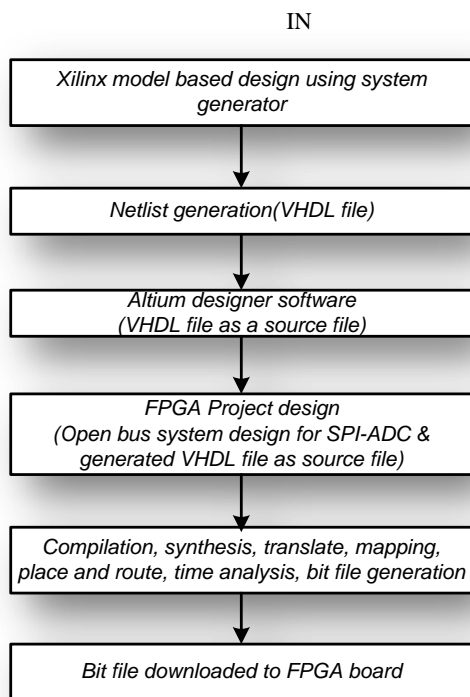 IN
Xilinx model based design using system
generator
Netlist generation(VHDL file)
Altium designer software
(VHDL file as a source file)
FPGA Project design
(Open bus system design for SPI-ADC &
generated VHDL file as source file)
Compilation, synthesis, translate, mapping,
place and route, time analysis, bit file generation
Bit file downloaded to FPGA board